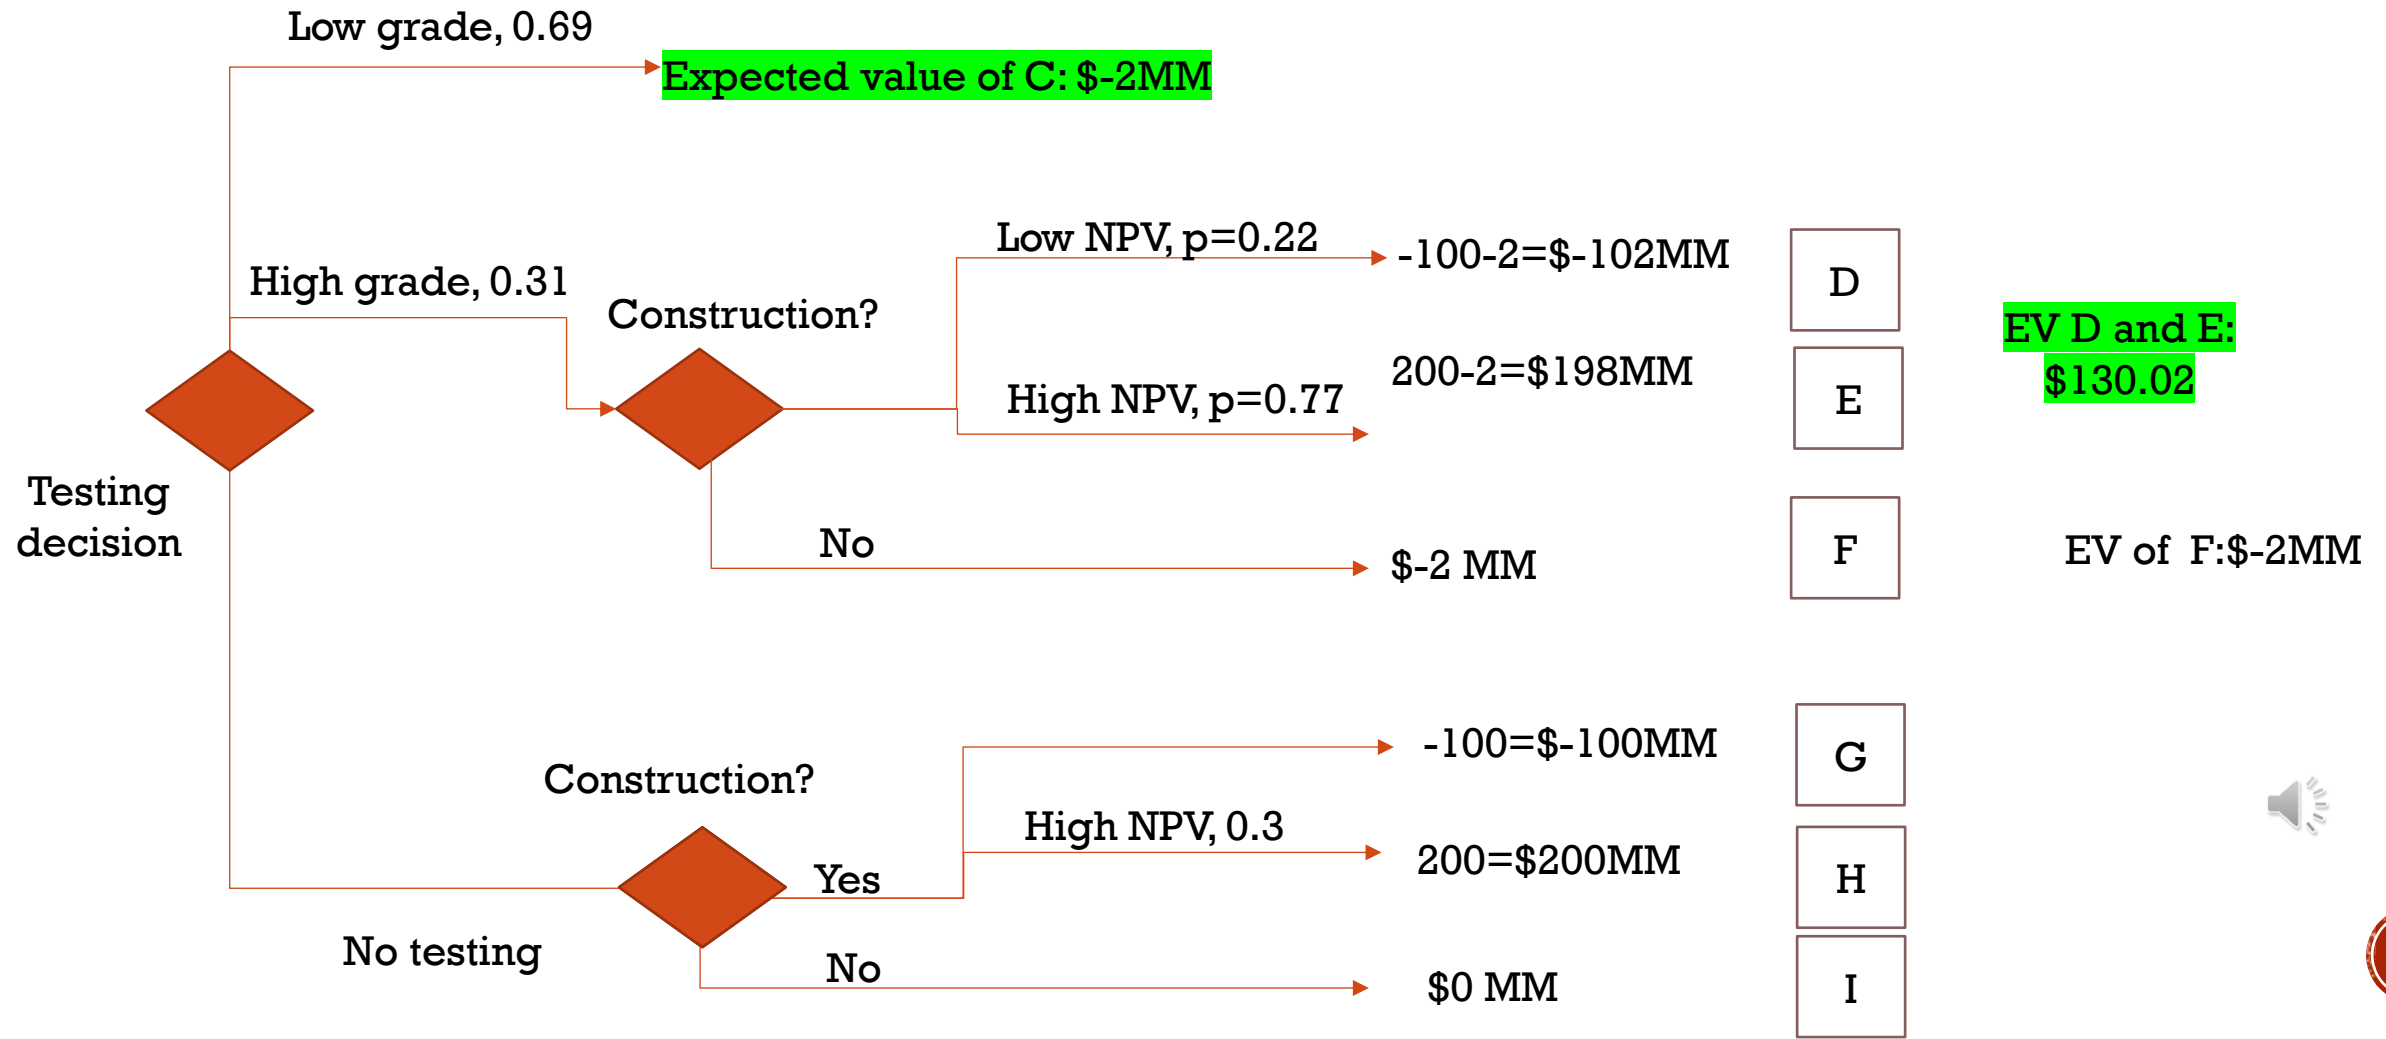 Low grade, 0.69
Expected value of C: $-2MM
Low NPV, p=0.22
-100-2=$-102MM
D
High grade, 0.31
Construction?
EV D and E:
$130.02
200-2=$198MM
High NPV, p=0.77
E
Testing
decision
No
$-2 MM
F
EV of F:$-2MM
-100=$-100MM
G
Construction?
High NPV, 0.3
200=$200MM
Yes
H
No testing
No
$0 MM
I